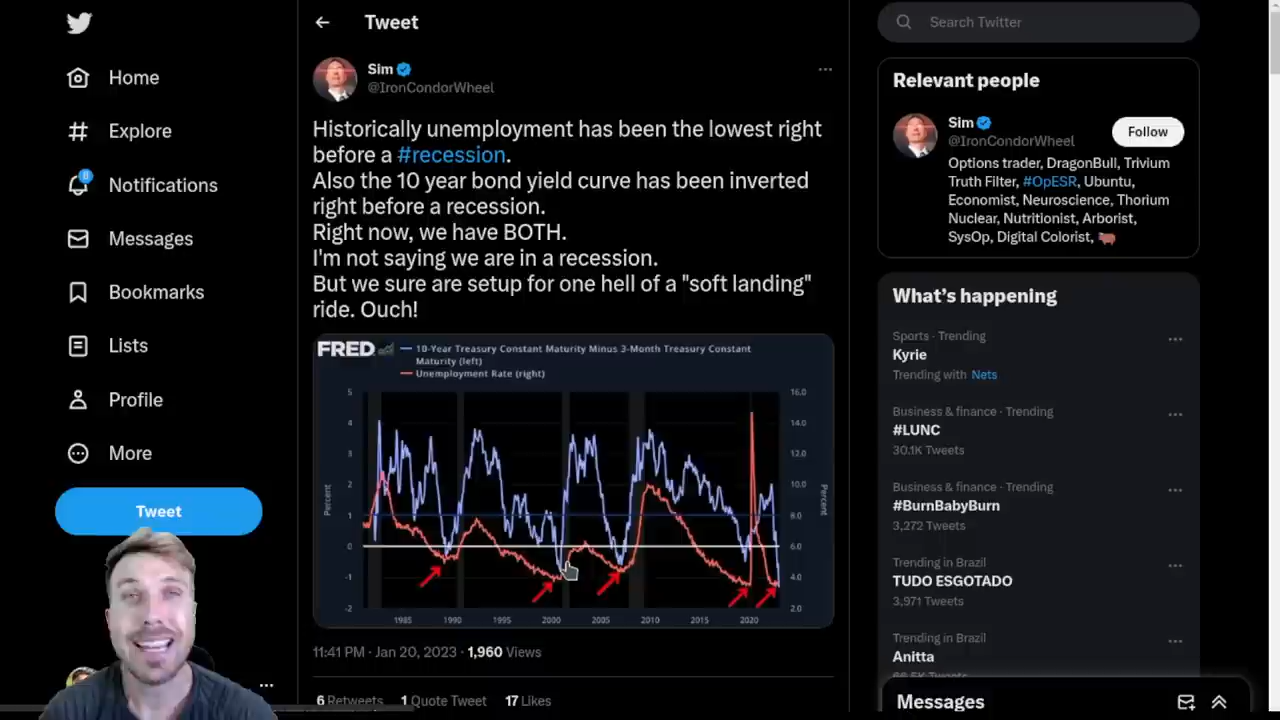 Home
Explore
8
Notifications
Messages
Bookmarks
Lists
Profile
More
Tweet
Tweet
Sim
@IronCondorWheel
Historically unemployment has been the lowest right
before a #recession.
Also the 10 year bond yield curve has been inverted
right before a recession.
Right now, we have BOTH.
I'm not saying we are in a recession.
But we sure are setup for one hell of a "soft landing"
ride. Ouch!
FRED
10-Year Treasury Constant Maturity Minus 3-Month Treasury Constant
Maturity (left)
Unemployment Rate (right)
5
4
3
2
1
0
-1
-2
Percent
16.0
14.0
12.0
10.0
8.0
6.0
4.0
2.0
Percent
1985
1990
1995
2000
2005
2010
2015
2020
11:41 PM · Jan 20, 2023 · 1,960 Views
6 Retweets 1 Quote Tweet 17 Likes
Search Twitter
Relevant people
Sim
@IronCondorWheel
Follow
Options trader, DragonBull, Trivium
Truth Filter, #OpESR, Ubuntu,
Economist, Neuroscience, Thorium
Nuclear, Nutritionist, Arborist,
SysOp, Digital Colorist,
What's happening
Sports · Trending
Kyrie
Trending with Nets
Business & finance · Trending
#LUNC
30.1K Tweets
Business & finance · Trending
#BurnBabyBurn
3,272 Tweets
Trending in Brazil
TUDO ESGOTADO
3,971 Tweets
Trending in Brazil
Anitta
Messages